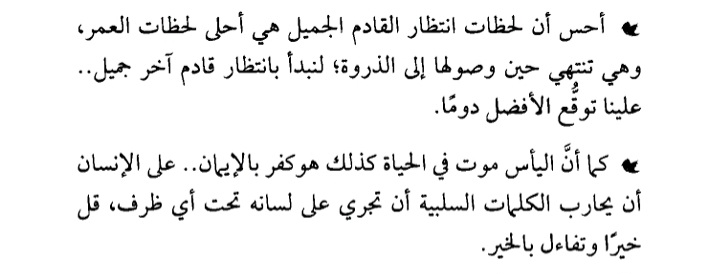 أحس أن لحظات انتظار القادم الجميل هي أحلى لحظات العمر،
وهي تنتهي حين وصولها إلى الذروة؛ لنبدأ بانتظار قادم آخر جميل..
علينا توقُّع الأفضل دومًا.
كما أنَّ اليأس موت في الحياة كذلك هوكفر بالإيمان.. على الإنسان
أن يحارب الكلمات السلبية أن تجري على لسانه تحت أي ظرف، قل
خيرًا وتفاءل بالخير.